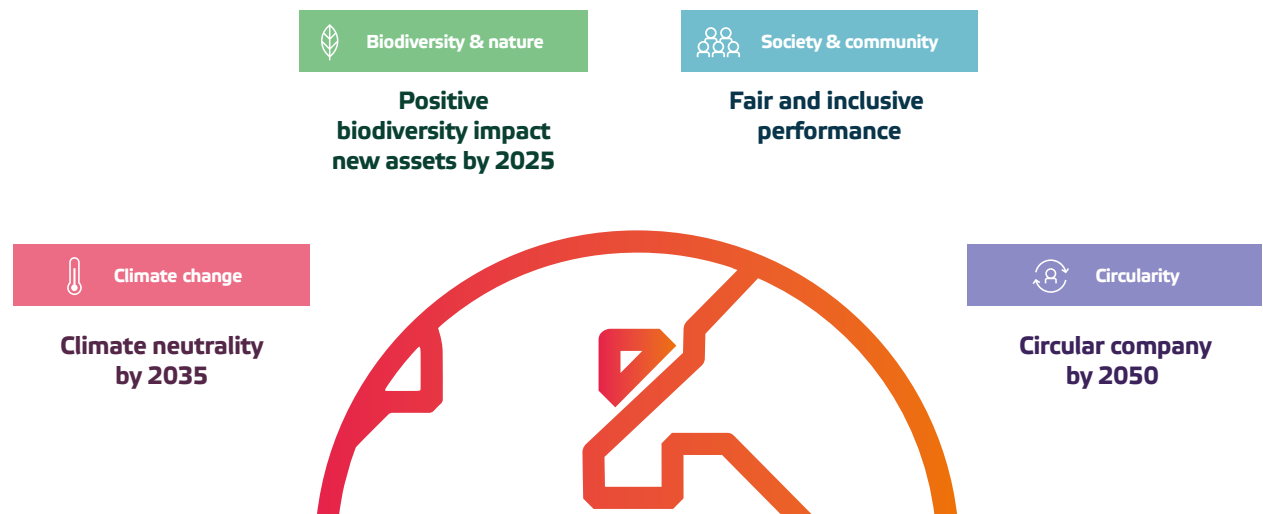 Biodiversity & nature
Positive
biodiversity impact
new assets by 2025
Society & community
Fair and inclusive
performance
Climate change
Climate neutrality
by 2035
Circularity
Circular company
by 2050